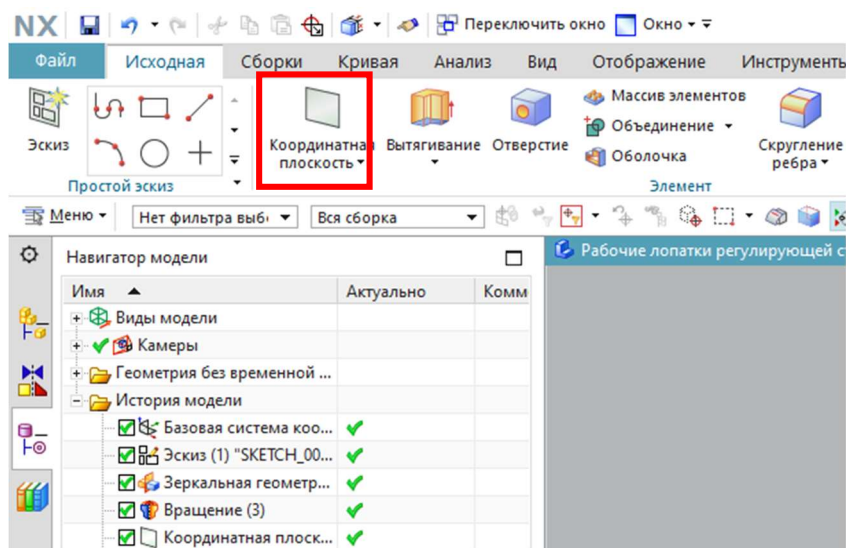 NX Переключить окно Окно
Файл Исходная Сборки Кривая Анализ Вид Отображение Инструменты
Эскиз
Простой эскиз
Координатная плоскость
Вытягивание
Отверстие
Массив элементов
Объединение
Оболочка
Скругление ребра
Элемент
Меню Нет фильтра выб Вся сборка
Навигатор модели
Рабочие лопатки регулирующей с
Имя Актуально Комм
Виды модели
Камеры
Геометрия без временной ...
История модели
Базовая система коо...
Эскиз (1) "SKETCH_00...
Зеркальная геометр...
Вращение (3)
Координатная плоск...